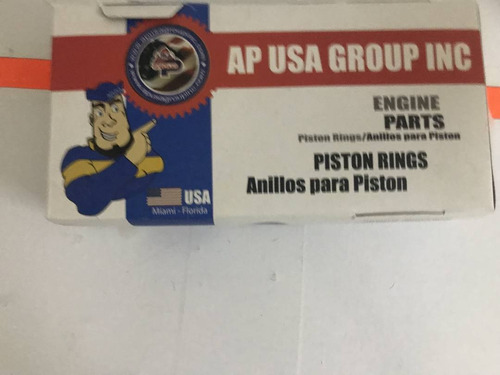 AP USA GROUP INC
ENGINE
PARTS
Piston Rings/Anillos para Piston
PISTON RINGS
Anillos para Piston
USA
Miami - Florida